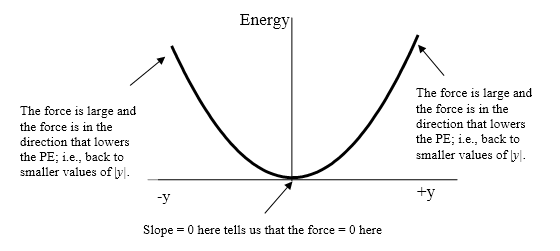 Energy
The force is large and
the force is in the
direction that lowers
the PE; i.e., back to
smaller values of |y|.
The force is large and
the force is in the
direction that lowers
the PE; i.e., back to
smaller values of |y|.
-y
+y
Slope = 0 here tells us that the force = 0 here